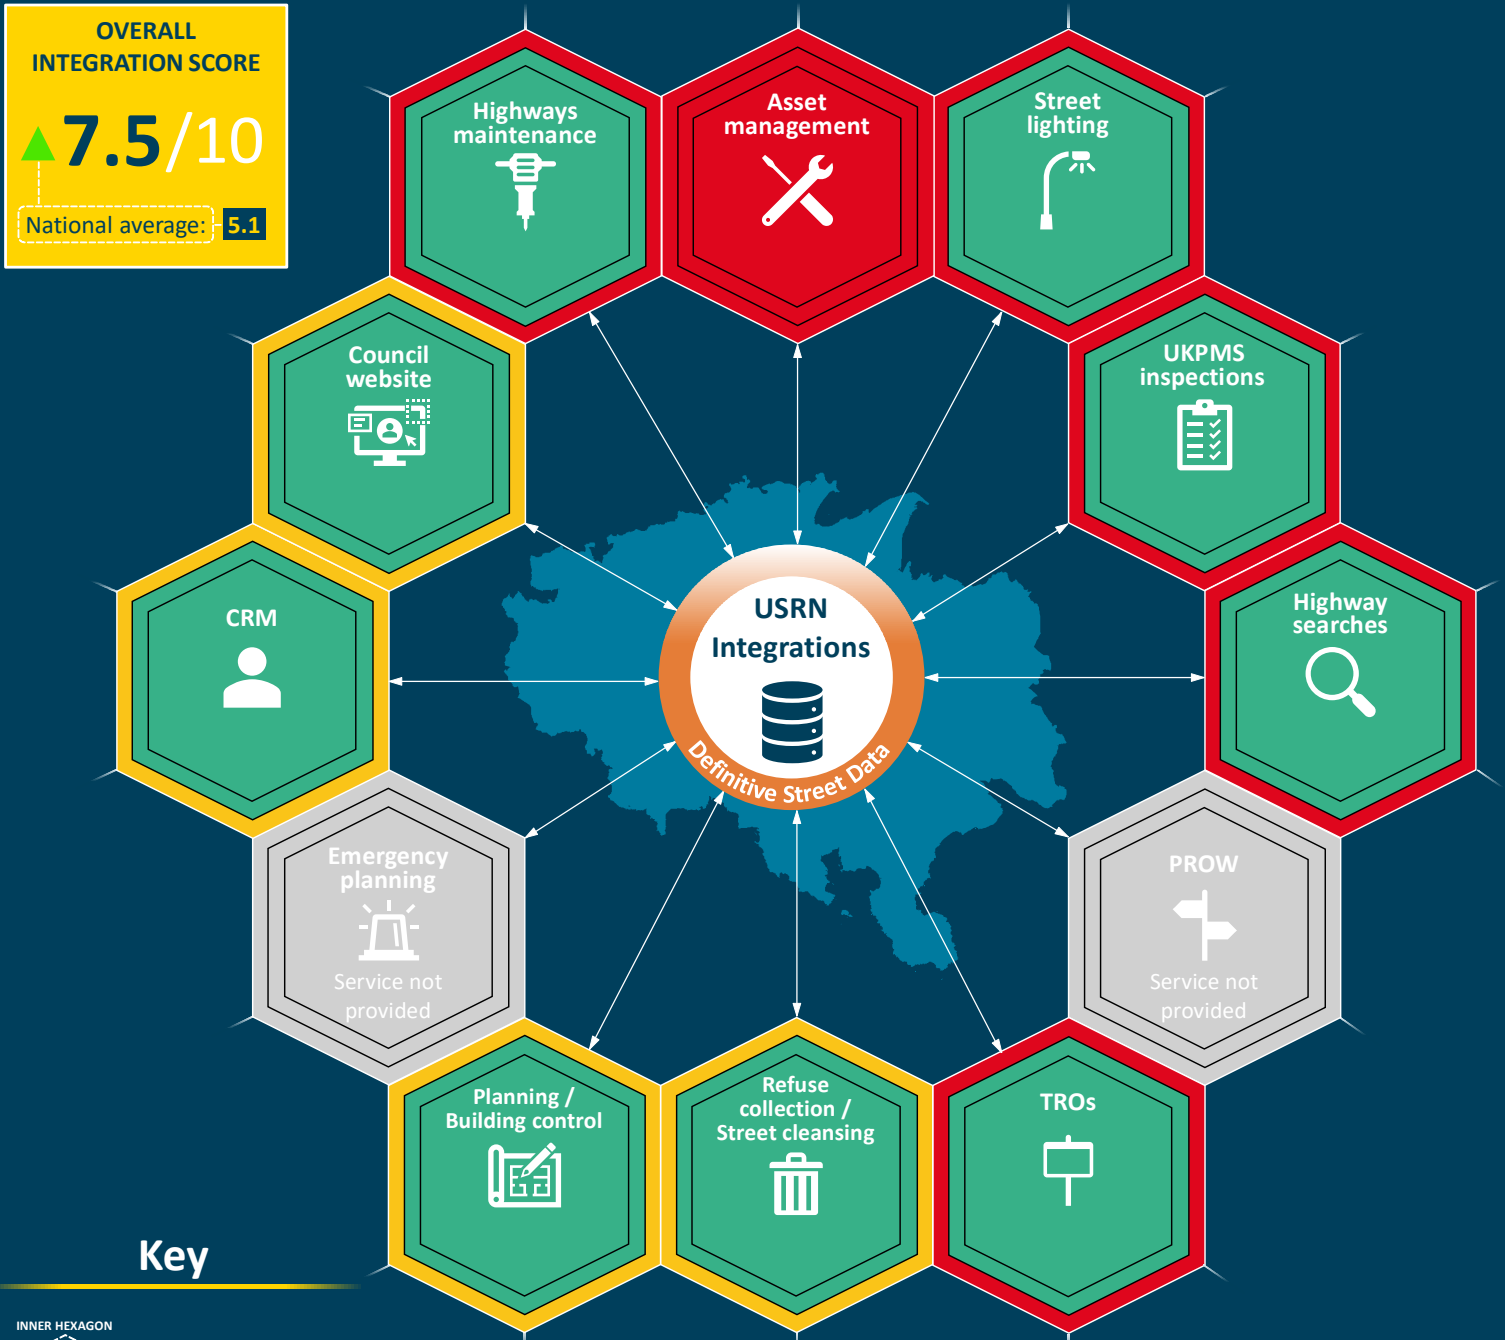 OVERALL
INTEGRATION SCORE
7.5/10
National average: 5.1
Highways
maintenance
Asset
management
Street
lighting
Council
website
UKPMS
inspections
CRM
Highway
searches
USRN
Integrations
Definitive Street Data
Emergency
planning
Service not
provided
PROW
Service not
provided
Planning /
Building control
Refuse
collection /
Street cleansing
TROs
Key
INNER HEXAGON